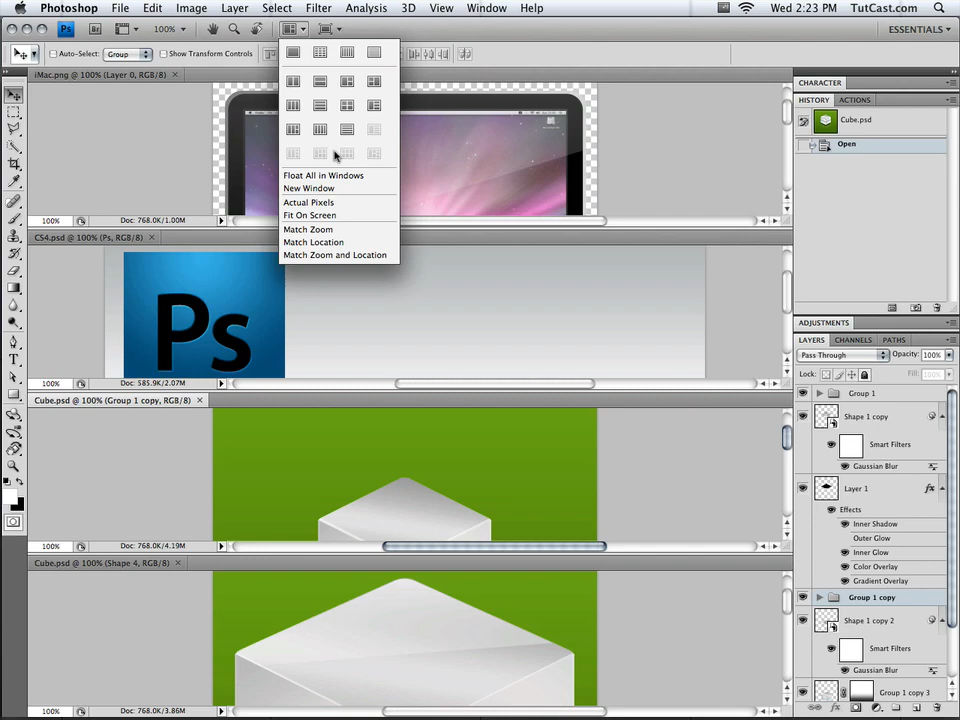 Photoshop File Edit Image Layer Select Filter Analysis 3D View Window Help Wed 2:23 PM TutCast.com
Ps Br 100% ESSENTIALS
Auto-Select: Group Show Transform Controls
iMac.png @ 100% (Layer 0, RGB/8)
100% Doc: 768.0K/1.00M
Float All in Windows
New Window
Actual Pixels
Fit On Screen
Match Zoom
Match Location
Match Zoom and Location
CS4.psd @ 100% (Ps, RGB/8)
Ps
100% Doc: 585.9K/2.07M
Cube.psd @ 100% (Group 1 copy, RGB/8)
100% Doc: 768.0K/4.19M
Cube.psd @ 100% (Shape 4, RGB/8)
100% Doc: 768.0K/3.86M
T
CHARACTER
HISTORY ACTIONS
Cube.psd
Open
ADJUSTMENTS
LAYERS CHANNELS PATHS
Pass Through Opacity: 100%
Lock: Fill: 100%
Group 1
Shape 1 copy
Smart Filters
Gaussian Blur
Layer 1 fx
Effects
Inner Shadow
Outer Glow
Inner Glow
Color Overlay
Gradient Overlay
Group 1 copy
Shape 1 copy 2
Smart Filters
Gaussian Blur
Group 1 copy 3
fx